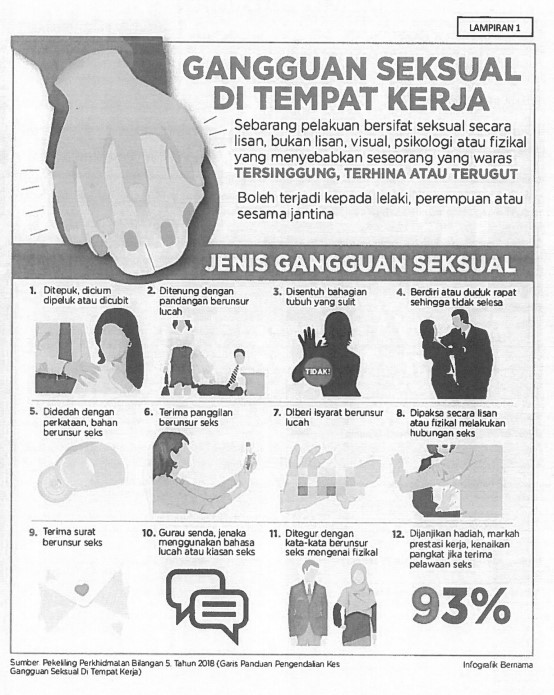 LAMPIRAN 1
GANGGUAN SEKSUAL
DI TEMPAT KERJA
Sebarang pelakuan bersifat seksual secara
lisan, bukan lisan, visual, psikologi atau fizikal
yang menyebabkan seseorang yang waras
TERSINGGUNG, TERHINA ATAU TERUGUT
Boleh terjadi kepada lelaki, perempuan atau
sesama jantina
JENIS GANGGUAN SEKSUAL
1. Ditepuk, dicium
dipeluk atau dicubit
2. Ditenung dengan
pandangan berunsur
lucah
3. Disentuh bahagian
tubuh yang sulit
TIDAK!
4. Berdiri atau duduk rapat
sehingga tidak selesa
5. Didedah dengan
perkataan, bahan
berunsur seks
6. Terima panggilan
berunsur seks
7. Diberi isyarat berunsur
lucah
8. Dipaksa secara lisan
atau fizikal melakukan
hubungan seks
9. Terima surat
berunsur seks
10. Gurau senda, jenaka
menggunakan bahasa
lucah atau kiasan seks
11. Ditegur dengan
kata-kata berunsur
seks mengenai fizikal
12. Dijanjikan hadiah, markah
prestasi kerja, kenaikan
pangkat jika terima
pelawaan seks
93%
Sumber Pekeliling Perkhidmatan Bilangan 5. Tahun 2018 (Garis Panduan Pengendalian Kes
Gangguan Seksual Di Tempat Kerja)
Infografik Bernama